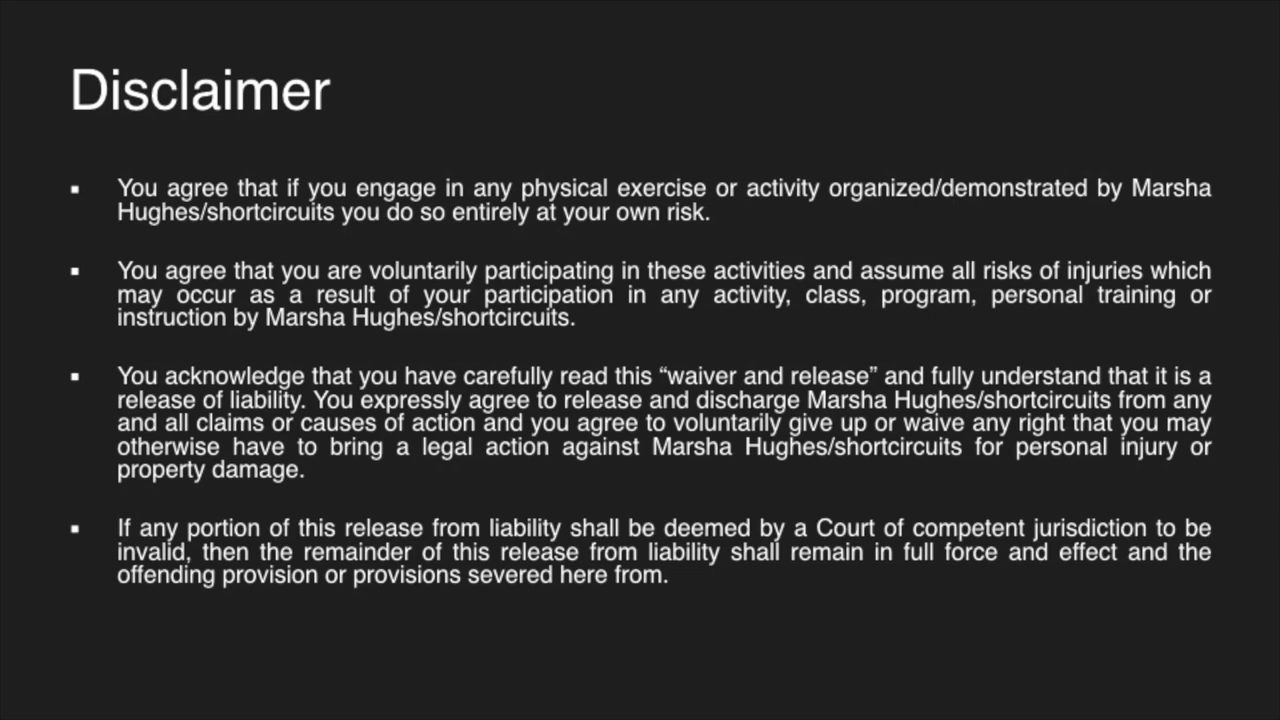 Disclaimer
▪ You agree that if you engage in any physical exercise or activity organized/demonstrated by Marsha
Hughes/shortcircuits you do so entirely at your own risk.
▪ You agree that you are voluntarily participating in these activities and assume all risks of injuries which
may occur as a result of your participation in any activity, class, program, personal training or
instruction by Marsha Hughes/shortcircuits.
▪ You acknowledge that you have carefully read this “waiver and release” and fully understand that it is a
release of liability. You expressly agree to release and discharge Marsha Hughes/shortcircuits from any
and all claims or causes of action and you agree to voluntarily give up or waive any right that you may
otherwise have to bring a legal action against Marsha Hughes/shortcircuits for personal injury or
property damage.
▪ If any portion of this release from liability shall be deemed by a Court of competent jurisdiction to be
invalid, then the remainder of this release from liability shall remain in full force and effect and the
offending provision or provisions severed here from.